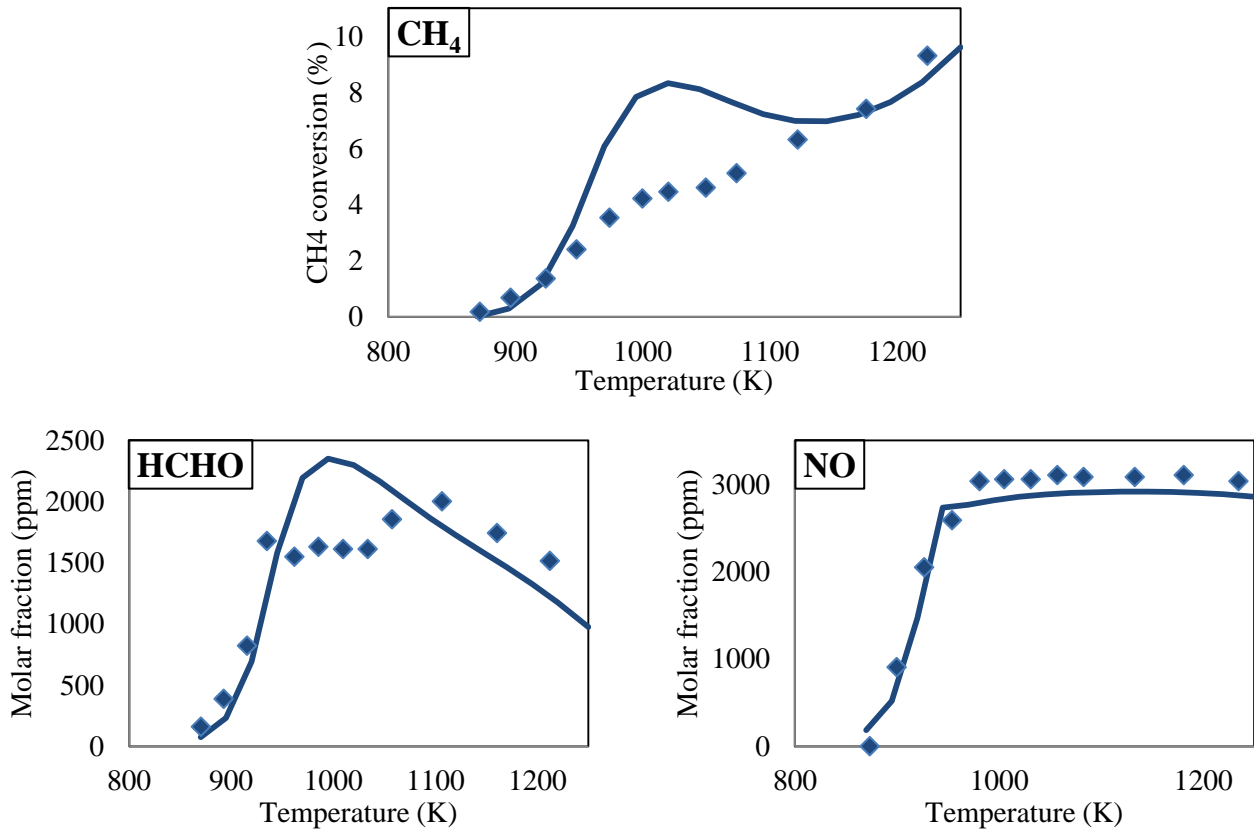 CH4
CH4 conversion (%)
10
8
6
4
2
0
800 900 1000 1100 1200
Temperature (K)
HCHO
Molar fraction (ppm)
2500
2000
1500
1000
500
0
800 900 1000 1100 1200
Temperature (K)
NO
Molar fraction (ppm)
3000
2000
1000
0
800 1000 1200
Temperature (K)